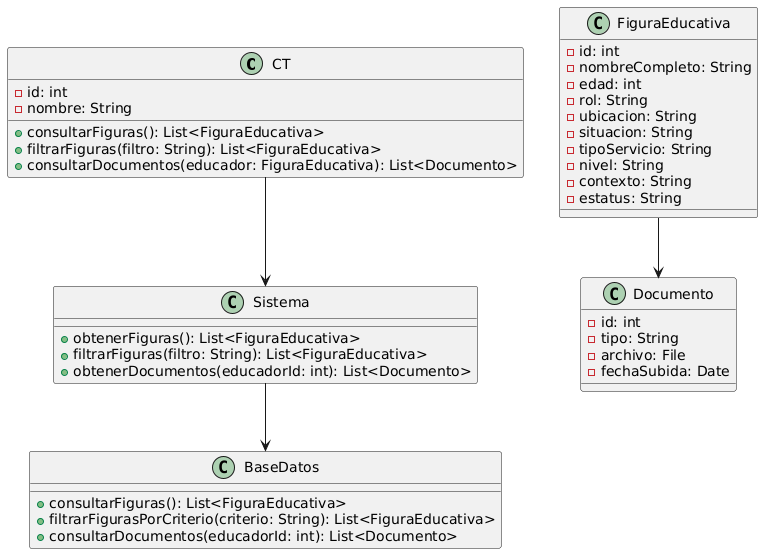 C CT
id: int
nombre: String
consultarFiguras(): List<FiguraEducativa>
filtrarFiguras(filtro: String): List<FiguraEducativa>
consultarDocumentos(educador: FiguraEducativa): List<Documento>
C FiguraEducativa
id: int
nombreCompleto: String
edad: int
rol: String
ubicacion: String
situacion: String
tipoServicio: String
nivel: String
contexto: String
estatus: String
C Sistema
obtenerFiguras(): List<FiguraEducativa>
filtrarFiguras(filtro: String): List<FiguraEducativa>
obtenerDocumentos(educadorId: int): List<Documento>
C Documento
id: int
tipo: String
archivo: File
fechaSubida: Date
C BaseDatos
consultarFiguras(): List<FiguraEducativa>
filtrarFigurasPorCriterio(criterio: String): List<FiguraEducativa>
consultarDocumentos(educadorId: int): List<Documento>